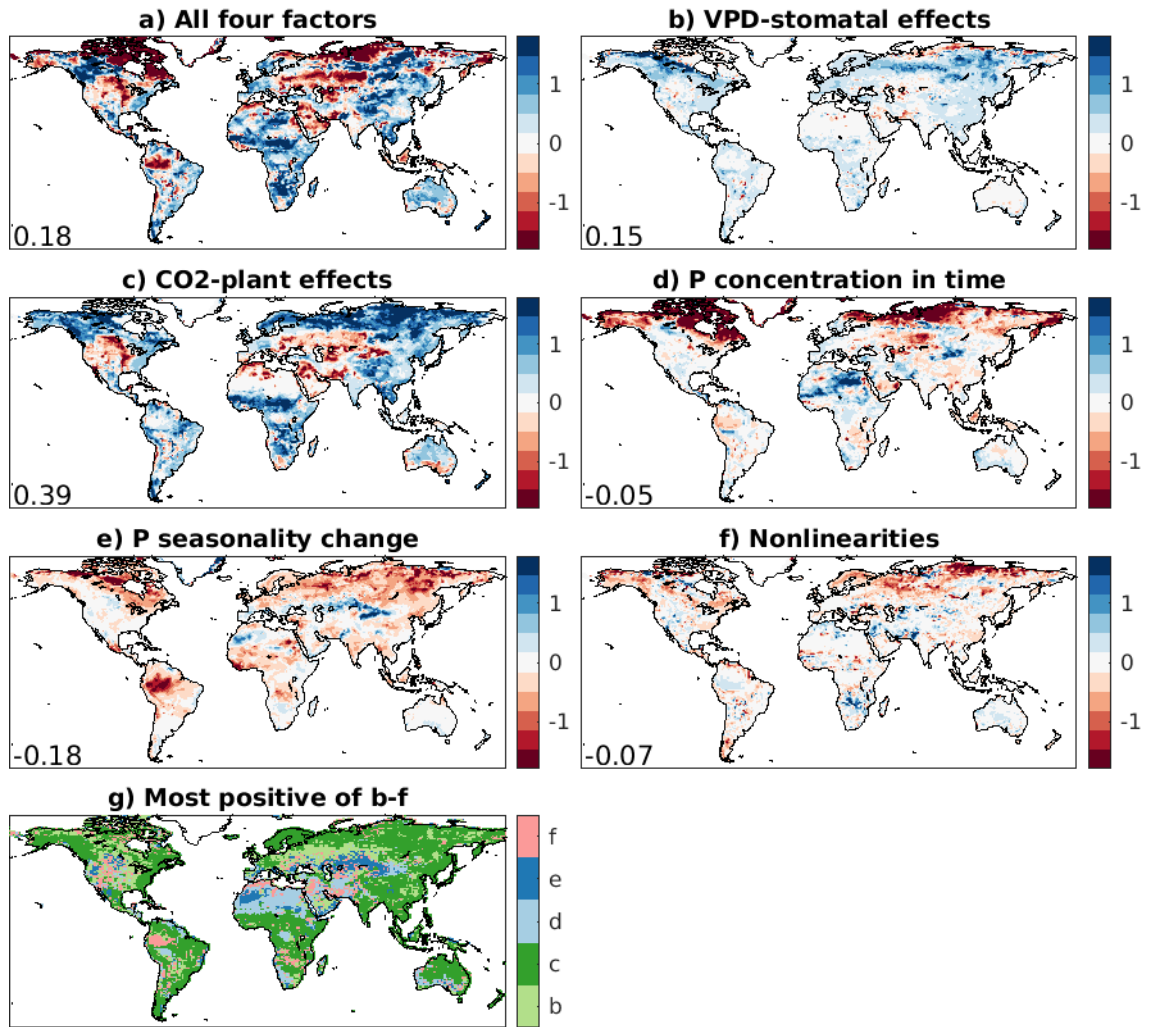 a) All four factors
1
0
-1
0.18
b) VPD-stomatal effects
1
0
-1
0.15
c) CO2-plant effects
1
0
-1
0.39
d) P concentration in time
1
0
-1
-0.05
e) P seasonality change
1
0
-1
-0.18
f) Nonlinearities
1
0
-1
-0.07
g) Most positive of b-f
f
e
d
c
b